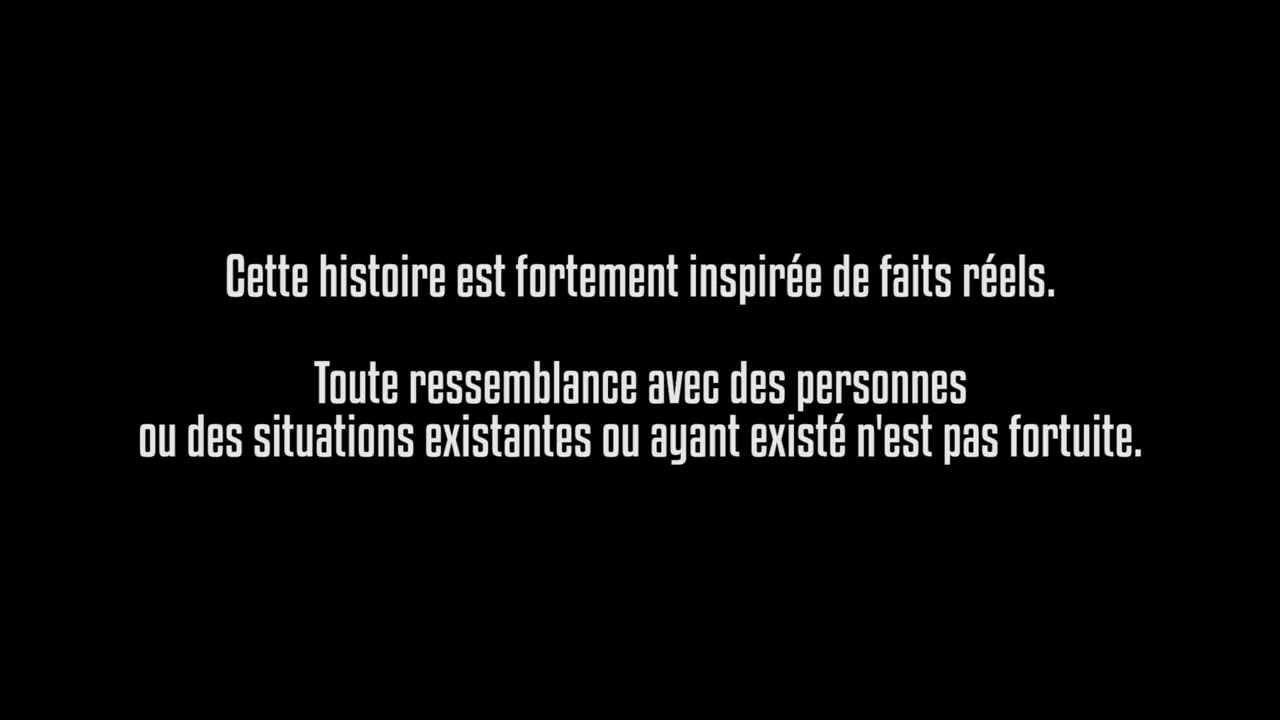 Cette histoire est fortement inspirée de faits réels.
Toute ressemblance avec des personnes
ou des situations existantes ou ayant existé n'est pas fortuite.